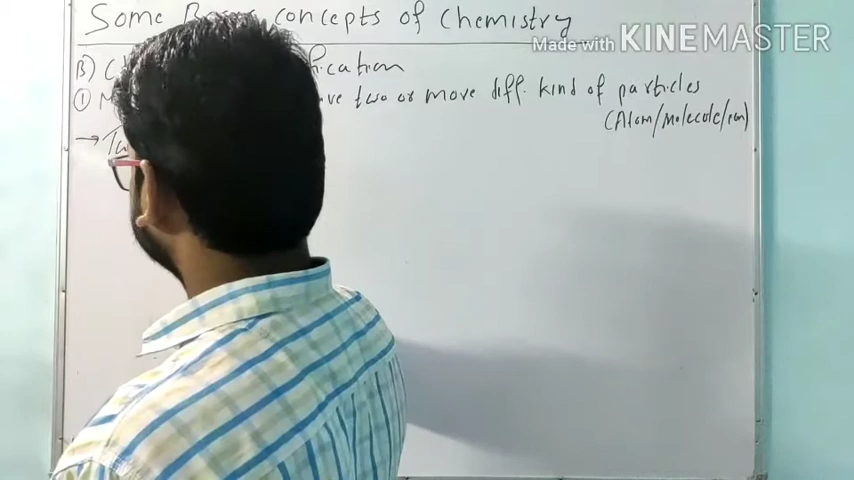 Some Basic concepts of Chemistry
Made with KINEMASTER
B) C fication
① M ve two or more diff. kind of particles
(Atom/Molecule/ion)
→ T